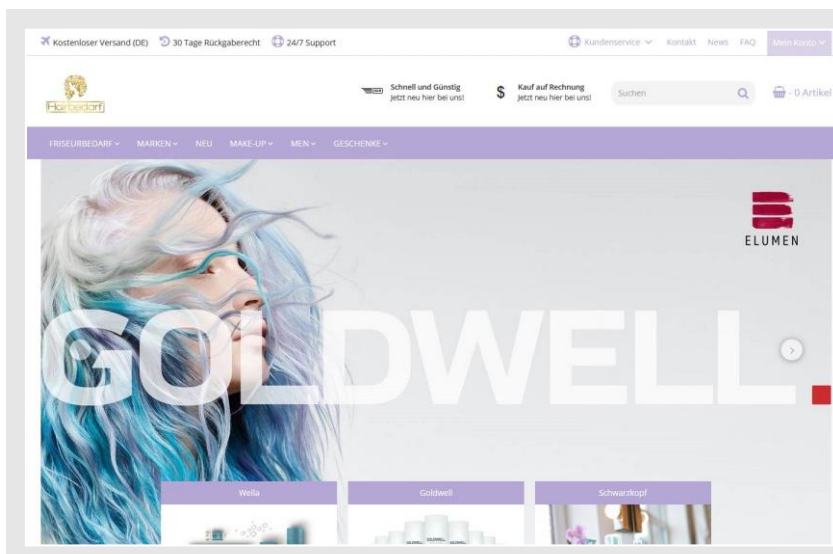 Kostenloser Versand (DE) 30 Tage Rückgaberecht 24/7 Support
Kundenservice Kontakt News FAQ Mein Konto
Haarbedarf
Schnell und Günstig
Jetzt neu hier bei uns!
$ Kauf auf Rechnung
Jetzt neu hier bei uns!
Suchen
- 0 Artikel
FRISEURBEDARF MARKEN NEU MAKE-UP MEN GESCHENKE
ELUMEN
GOLDWELL.
Wella Goldwell Schwarzkopf